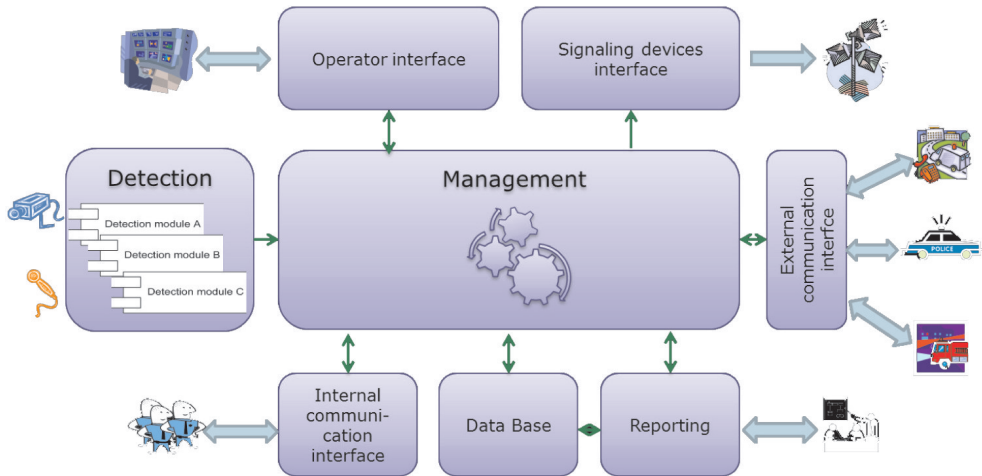 Operator interface
Signaling devices
interface
Detection
Detection module A
Detection module B
Detection module C
Management
External
communication
interfce
POLICE
Internal
communi-
cation
interface
Data Base
Reporting